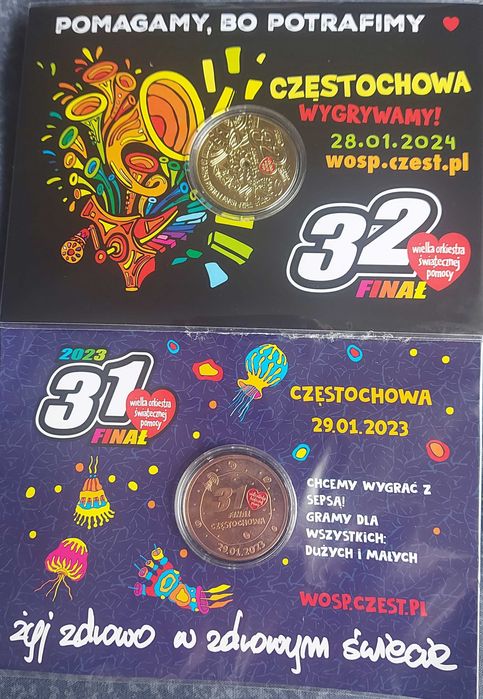 POMAGAMY, BO POTRAFIMY
CZĘSTOCHOWA
WYGRYWAMY!
28.01.2024
wosp.czest.pl
32
wielka orkiestra
świątecznej
pomocy
FINAŁ
2023
31
wielka orkiestra
świątecznej
pomocy
FINAŁ
CZĘSTOCHOWA
29.01.2023
31
FINAŁ
CZĘSTOCHOWA
29.01.2023
CHCEMY WYGRAĆ Z
SEPSĄ!
GRAMY DLA
WSZYSTKICH:
DUŻYCH I MAŁYCH
WOSP.CZEST.PL
żyj zdrowo w zdrowym świecie